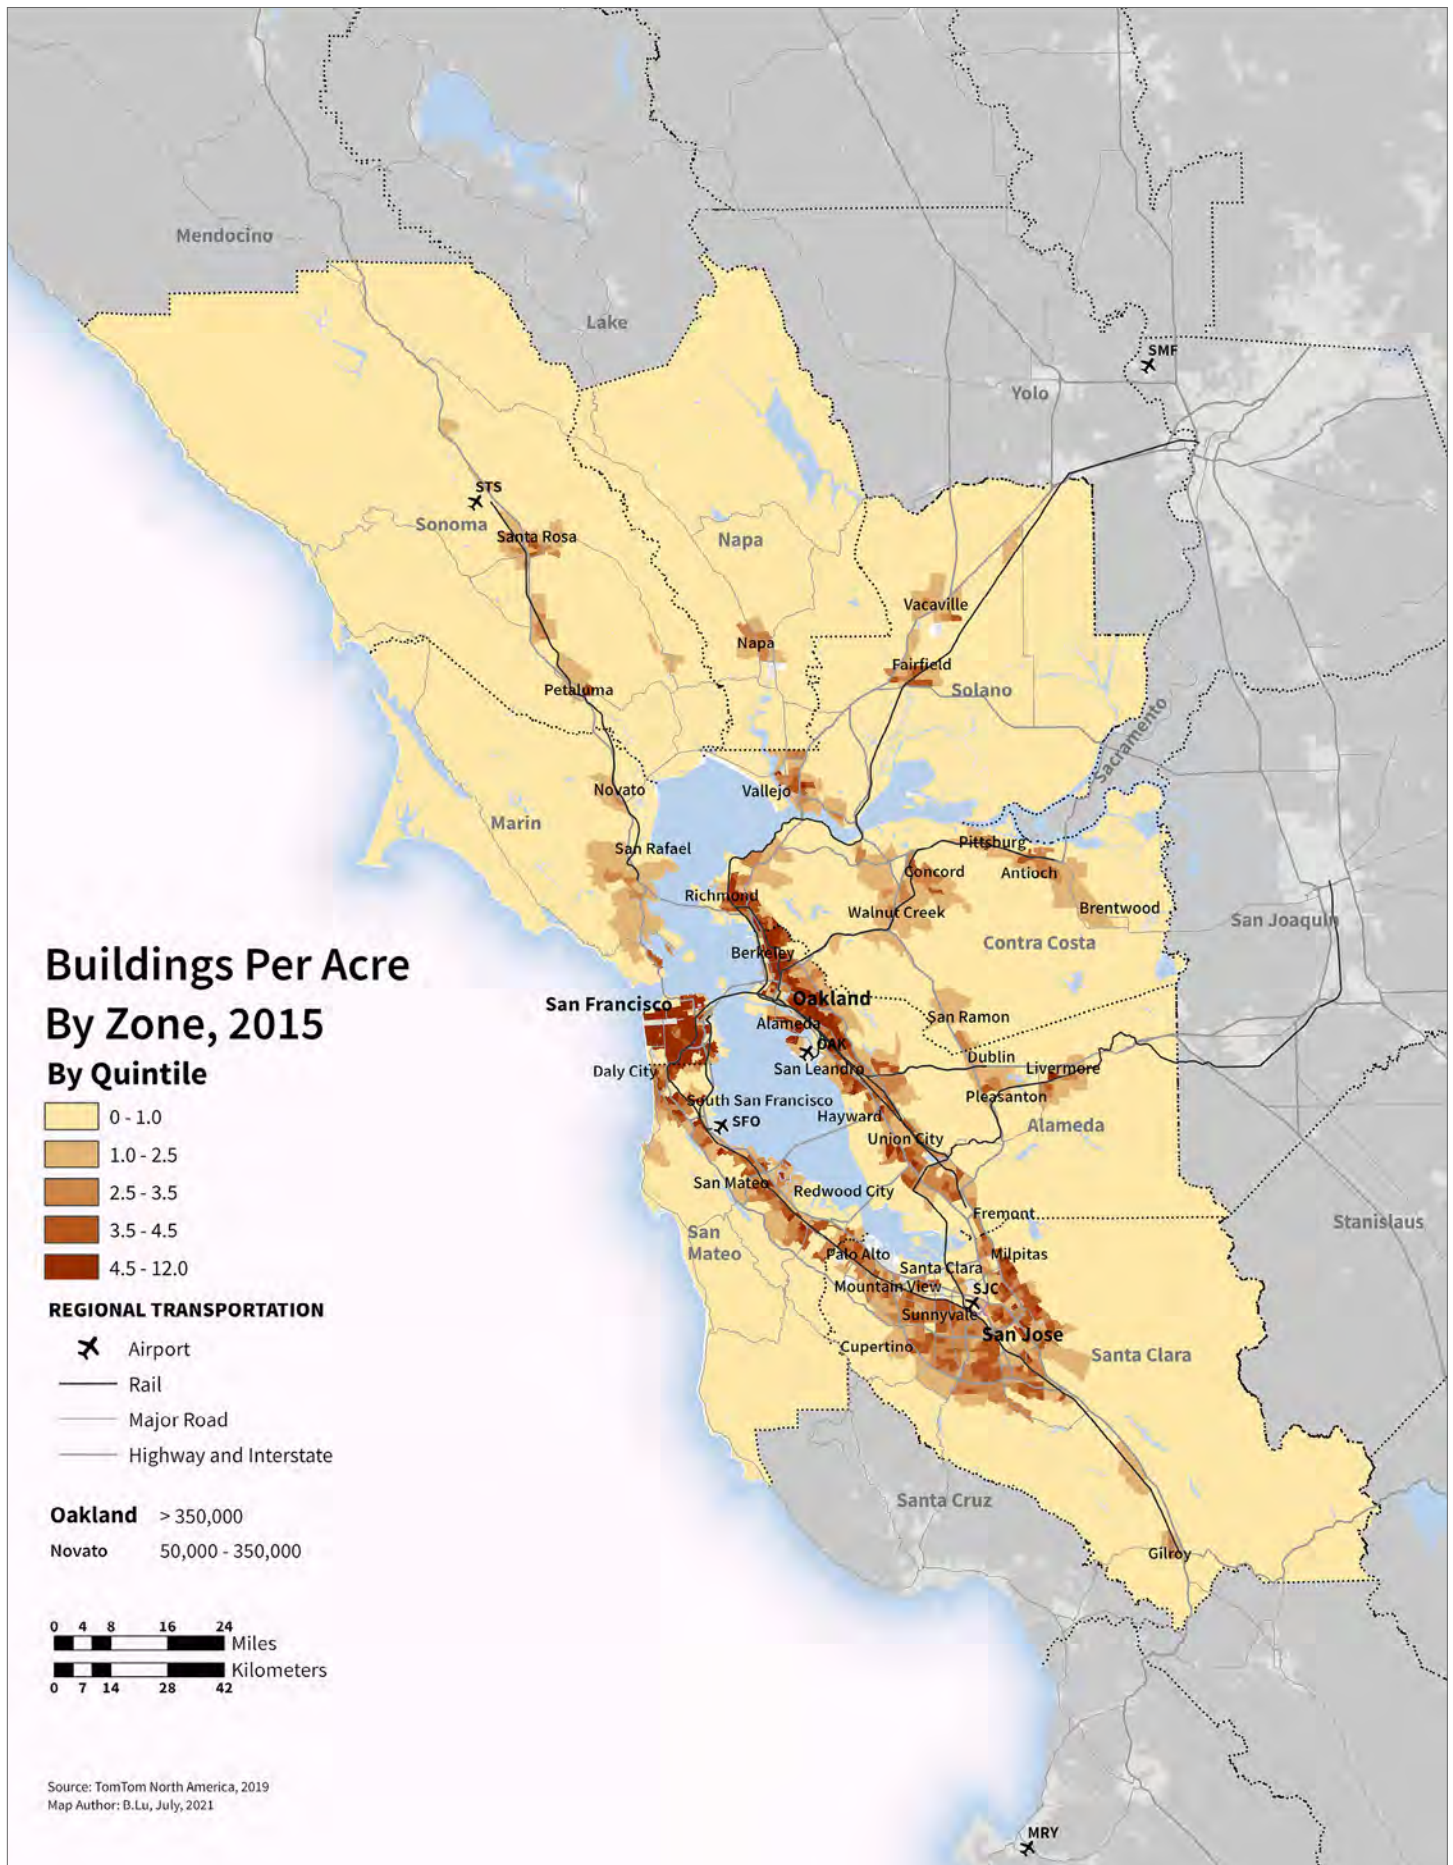 Mendocino
Lake
SMF
Yolo
STS
Sonoma
Santa Rosa
Napa
Vacaville
Napa
Fairfield
Solano
Petaluma
Sacramento
Novato
Vallejo
Marin
San Rafael
Pittsburg
Concord
Antioch
Richmond
Walnut Creek
Brentwood
San Joaquin
Contra Costa
Berkeley
Buildings Per Acre
By Zone, 2015
By Quintile
0 - 1.0
1.0 - 2.5
2.5 - 3.5
3.5 - 4.5
4.5 - 12.0
San Francisco
Oakland
San Ramon
Alameda
OAK
Dublin
Livermore
Daly City
San Leandro
Pleasanton
South San Francisco
SFO
Hayward
Alameda
Union City
San Mateo
Redwood City
Fremont
Stanislaus
San
Mateo
Palo Alto
Milpitas
Santa Clara
Mountain View
SJC
Sunnyvale
San Jose
Cupertino
Santa Clara
REGIONAL TRANSPORTATION
Airport
Rail
Major Road
Highway and Interstate
Santa Cruz
Gilroy
Oakland > 350,000
Novato 50,000 - 350,000
0 4 8 16 24
Miles
Kilometers
0 7 14 28 42
Source: TomTom North America, 2019
Map Author: B.Lu, July, 2021
MRY